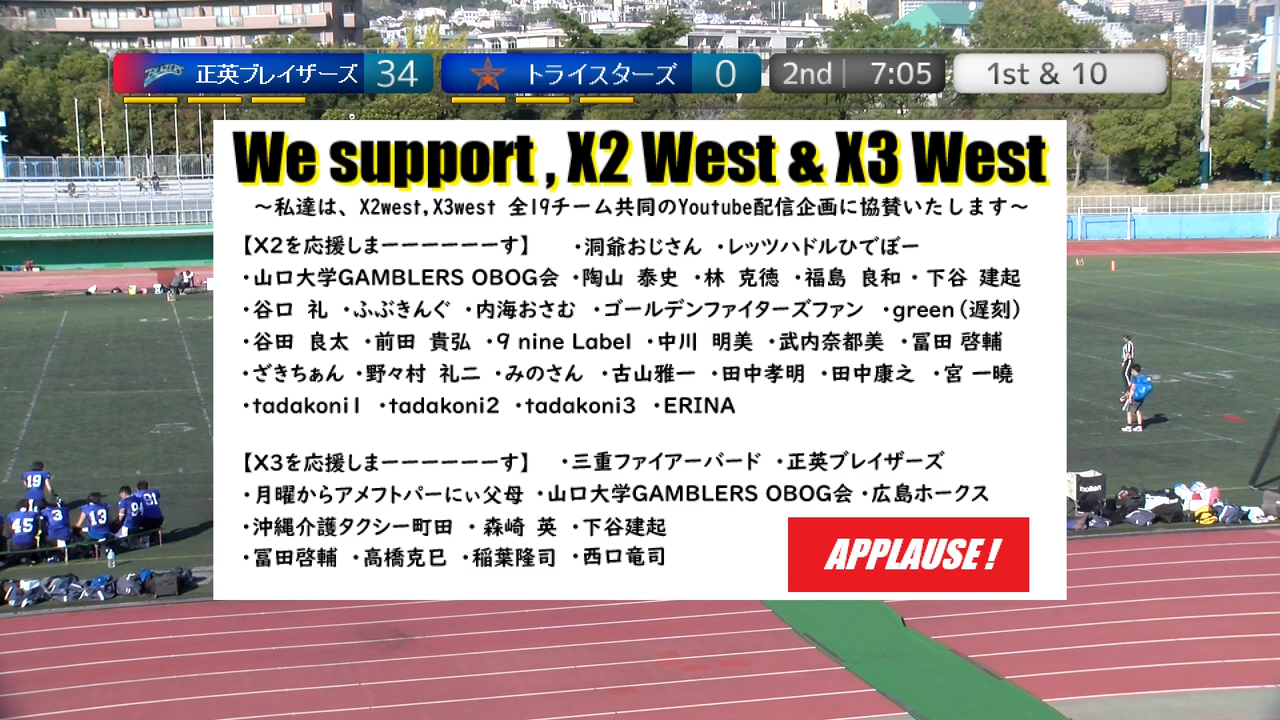 BLAZERS 正英ブレイザーズ 34 トライスターズ 0 2nd 7:05 1st & 10
We support , X2 West & X3 West
～私達は、X2west,X3west 全19チーム共同のYoutube配信企画に協賛いたします～
【X2を応援しまーーーーーーす】 ・洞爺おじさん ・レッツハドルひでぼー
・山口大学GAMBLERS OBOG会 ・陶山 泰史 ・林 克徳 ・福島 良和 ・下谷 建起
・谷口 礼 ・ふぶきんぐ ・内海おさむ ・ゴールデンファイターズファン ・green（遅刻）
・谷田 良太 ・前田 貴弘 ・9 nine Label ・中川 明美 ・武内奈都美 ・冨田 啓輔
・ざきちぁん ・野々村 礼二 ・みのさん ・古山雅一 ・田中孝明 ・田中康之 ・宮 一曉
・tadakoni1 ・tadakoni2 ・tadakoni3 ・ERINA
【X3を応援しまーーーーーーす】 ・三重ファイアーバード ・正英ブレイザーズ
・月曜からアメフトパーにぃ父母 ・山口大学GAMBLERS OBOG会 ・広島ホークス
・沖縄介護タクシー町田 ・森崎 英 ・下谷建起
・冨田啓輔 ・高橋克巳 ・稲葉隆司 ・西口竜司
APPLAUSE！
19
45
3
13
9
91
molten